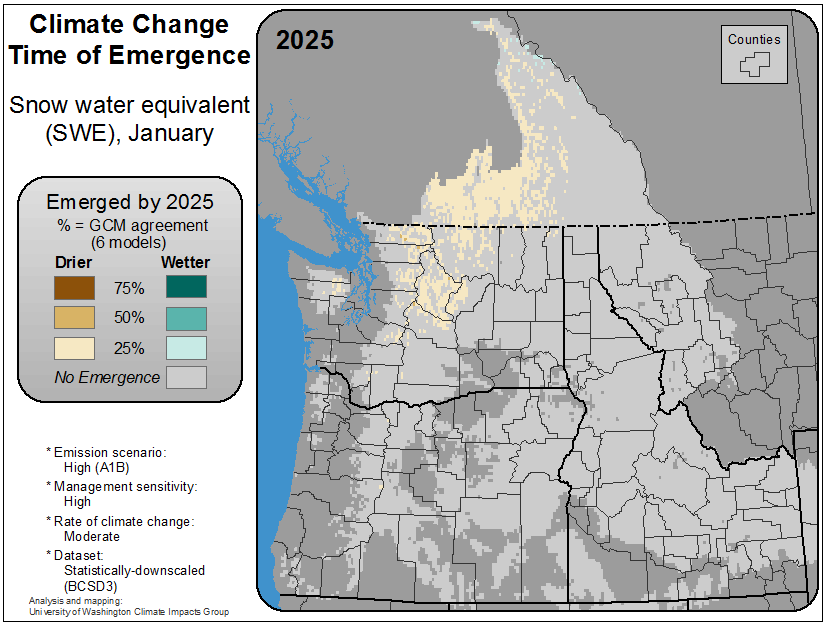 Climate Change
Time of Emergence
Snow water equivalent
(SWE), January
2025
Counties
Emerged by 2025
% = GCM agreement
(6 models)
Drier Wetter
75%
50%
25%
No Emergence
* Emission scenario:
High (A1B)
* Management sensitivity:
High
* Rate of climate change:
Moderate
* Dataset:
Statistically-downscaled
(BCSD3)
Analysis and mapping:
University of Washington Climate Impacts Group